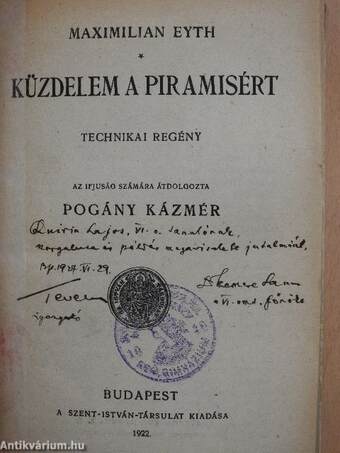 MAXIMILIAN EYTH
*
KÜZDELEM A PIRAMISÉRT
TECHNIKAI REGÉNY
AZ IFJUSÁG SZÁMÁRA ÁTDOLGOZTA
POGÁNY KÁZMÉR
Quirin Lajos, VI. o. tanulónak,
szorgalma és példás magaviselete jutalmául,
Bp. 1927. VI. 29.
igazgató
BUDAPEST
A SZENT-ISTVÁN-TÁRSULAT KIADÁSA
1922.
Antikvárium.hu